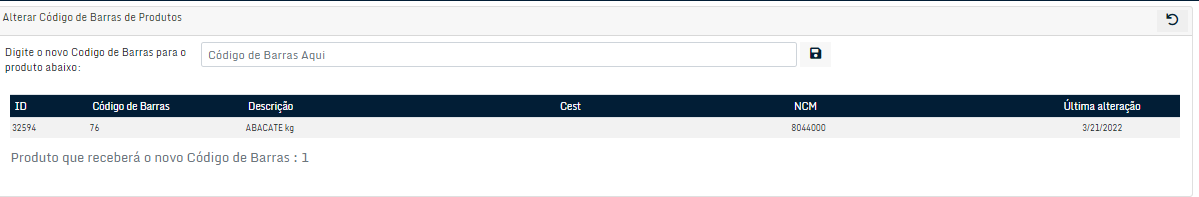 Alterar Código de Barras de Produtos
Digite o novo Codigo de Barras para o
produto abaixo:
Código de Barras Aqui
ID Código de Barras Descrição Cest NCM Última alteração
32594 76 ABACATE kg 8044000 3/21/2022
Produto que receberá o novo Código de Barras : 1